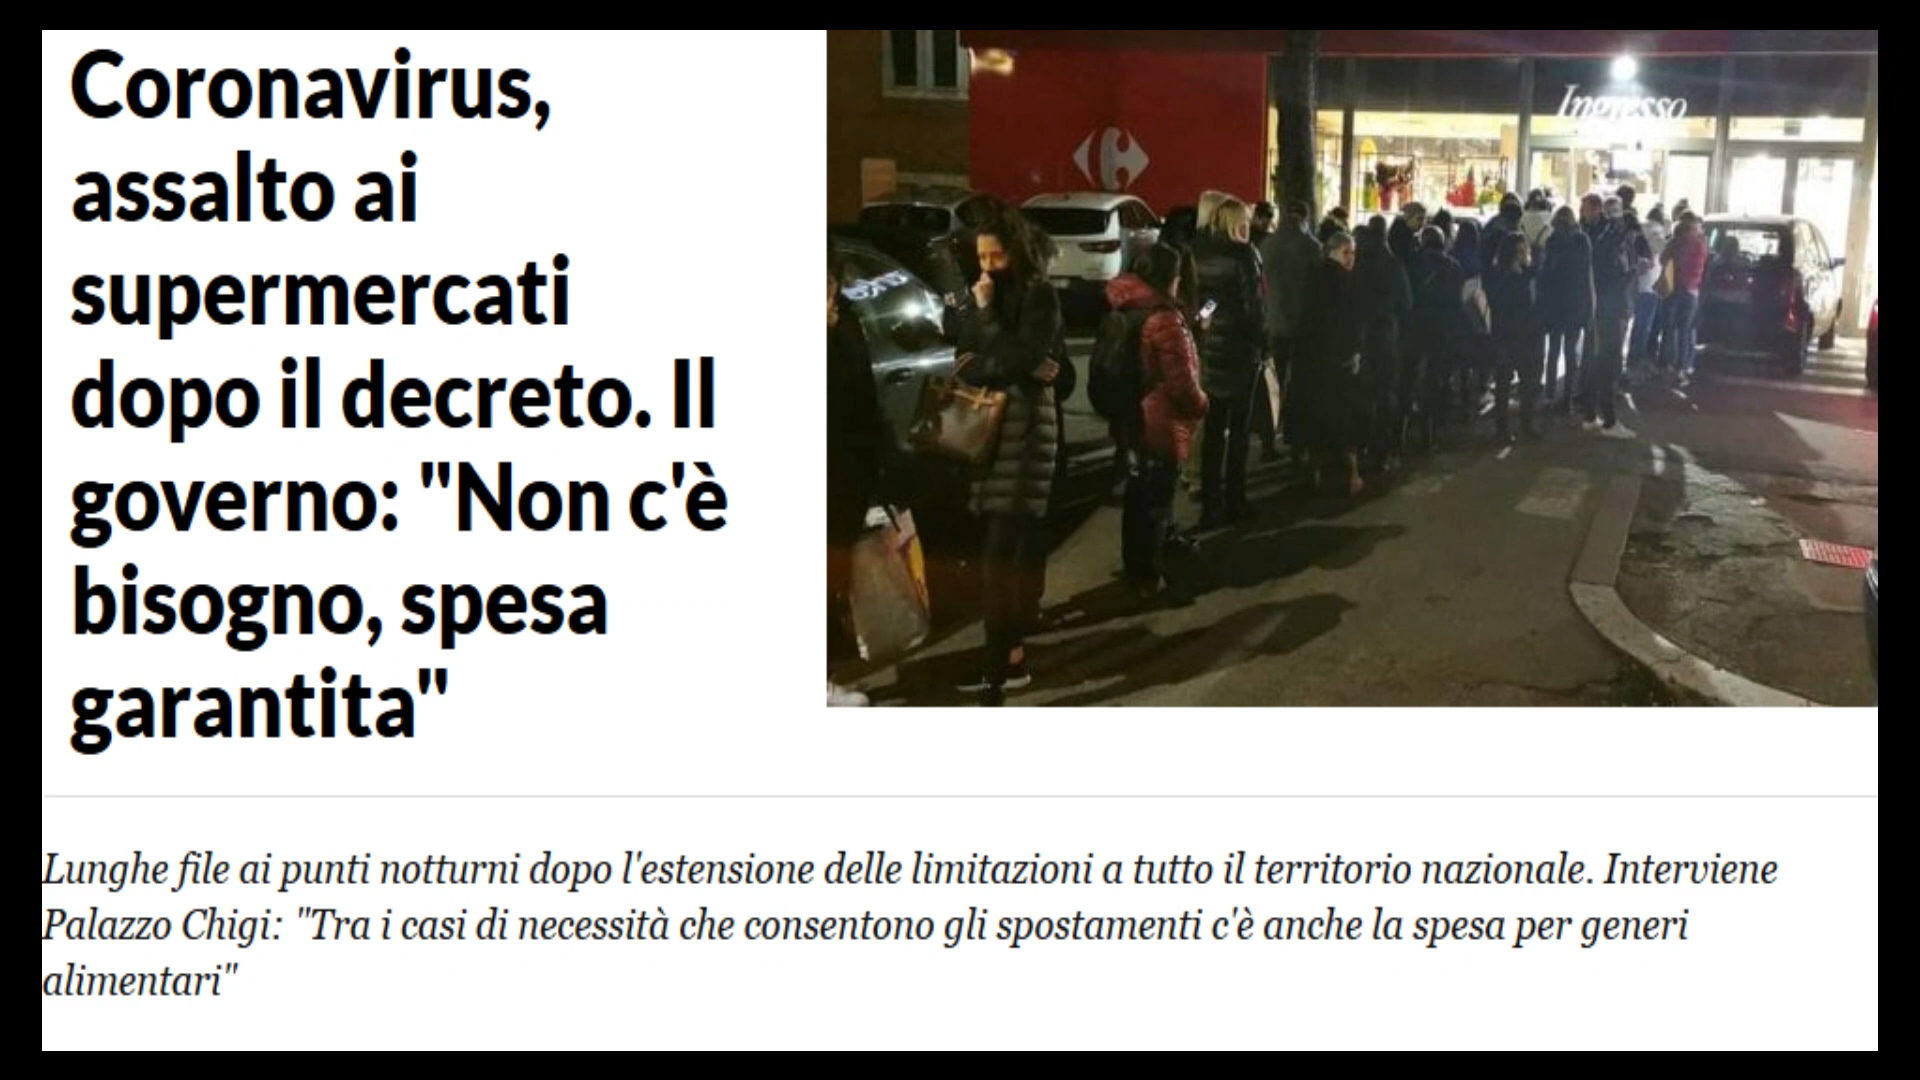 Coronavirus,
assalto ai
supermercati
dopo il decreto. Il
governo: "Non c'è
bisogno, spesa
garantita"
Ingresso
Lunghe file ai punti notturni dopo l'estensione delle limitazioni a tutto il territorio nazionale. Interviene
Palazzo Chigi: "Tra i casi di necessità che consentono gli spostamenti c'è anche la spesa per generi
alimentari"